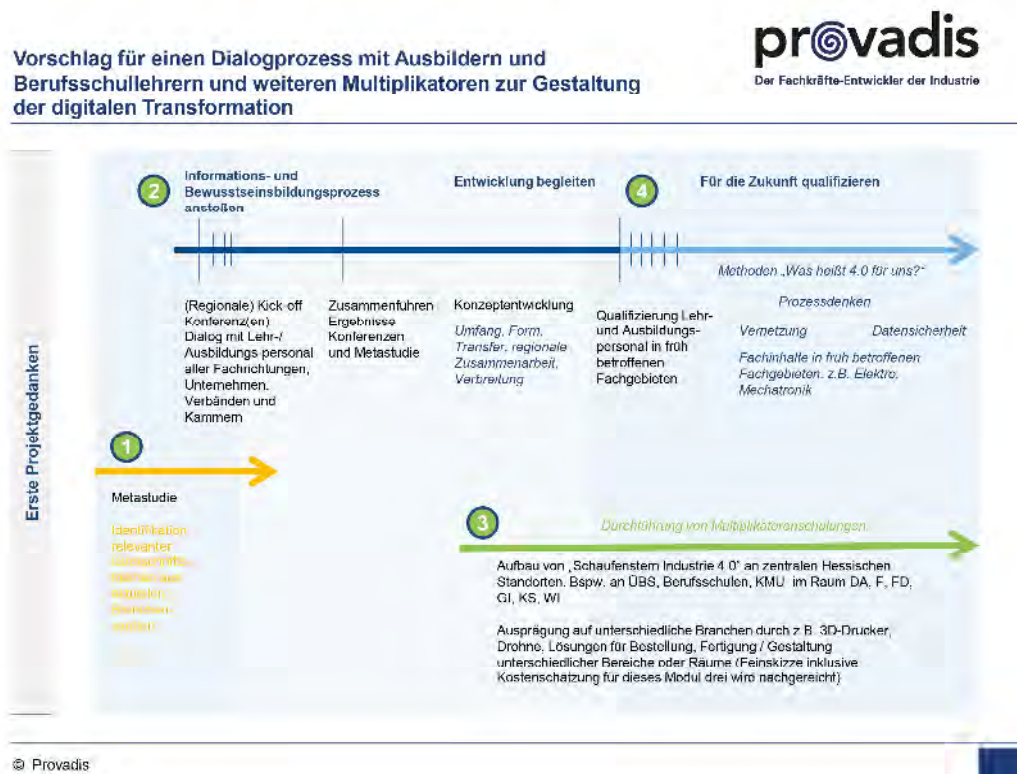 Vorschlag für einen Dialogprozess mit Ausbildern und
Berufsschullehrern und weiteren Multiplikatoren zur Gestaltung
der digitalen Transformation
provadis
Der Fachkräfte-Entwickler der Industrie
Erste Projektgedanken
2
Informations- und
Bewusstseinsbildungsprozess
anstoßen
Entwicklung begleiten
4
Für die Zukunft qualifizieren
(Regionale) Kick-off
Konferenz(en)
Dialog mit Lehr-/
Ausbildungs personal
aller Fachrichtungen,
Unternehmen,
Verbänden und
Kammern
Zusammenführen
Ergebnisse
Konferenzen
und Metastudie
Konzeptentwicklung
Umfang, Form,
Transfer, regionale
Zusammenarbeit,
Verbreitung
Qualifizierung Lehr-
und Ausbildungs-
personal in früh
betroffenen
Fachgebieten
Methoden „Was heißt 4.0 für uns?“
Prozessdenken
Vernetzung
Datensicherheit
Fachinhalte in früh betroffenen
Fachgebieten. z.B. Elektro,
Mechatronik
1
Metastudie
Identifikation
relevanter
3
Durchführung von Multiplikatorenschulungen
Aufbau von „Schaufenstern Industrie 4.0“ an zentralen Hessischen
Standorten. Bspw. an ÜBS, Berufsschulen, KMU im Raum DA, F, FD,
GI, KS, WI
Ausprägung auf unterschiedliche Branchen durch z.B. 3D-Drucker,
Drohne, Lösungen für Bestellung, Fertigung / Gestaltung
unterschiedlicher Bereiche oder Räume (Feinskizze inklusive
Kostenschätzung für dieses Modul drei wird nachgereicht)
© Provadis